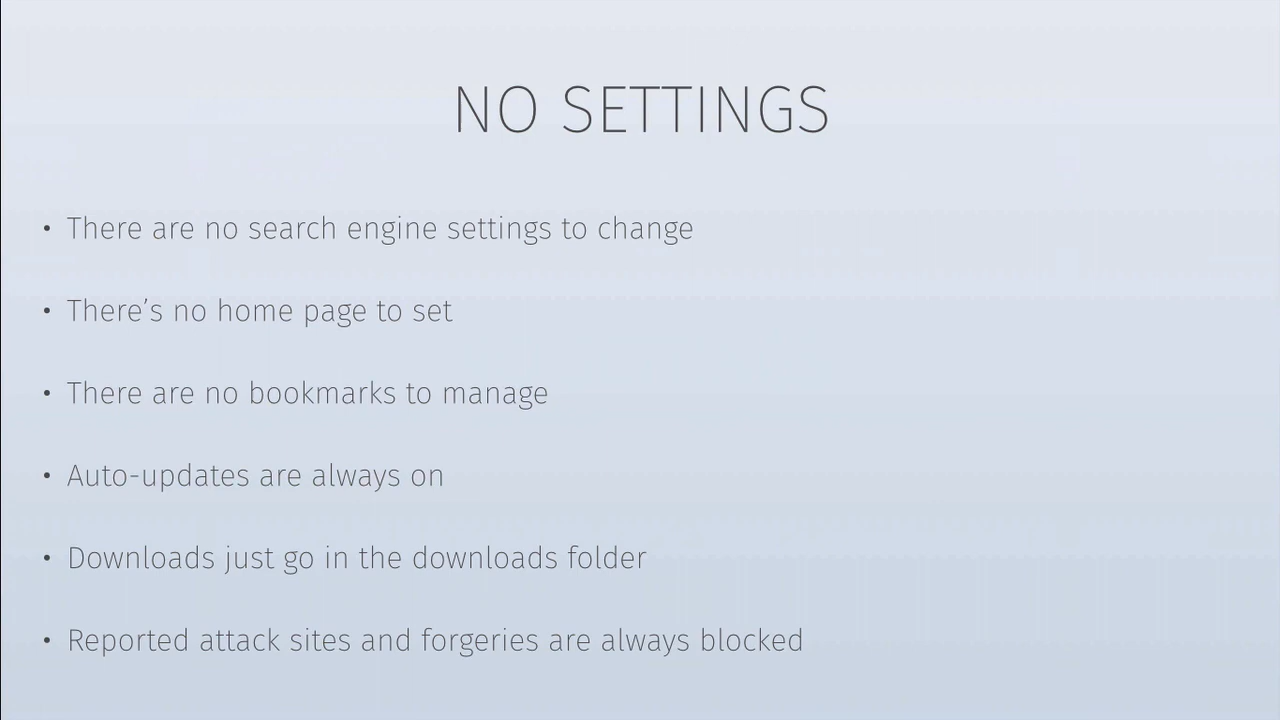 NO SETTINGS
• There are no search engine settings to change
• There’s no home page to set
• There are no bookmarks to manage
• Auto-updates are always on
• Downloads just go in the downloads folder
• Reported attack sites and forgeries are always blocked